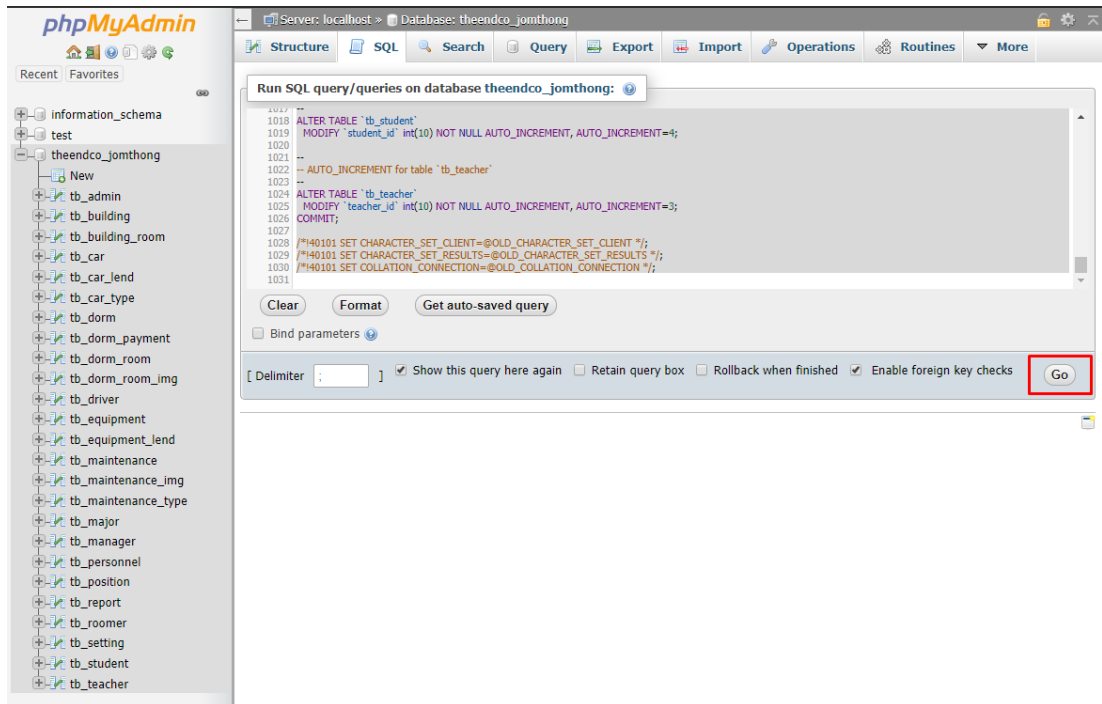 phpMyAdmin
Recent Favorites
information_schema
test
theendco_jomthong
New
tb_admin
tb_building
tb_building_room
tb_car
tb_car_lend
tb_car_type
tb_dorm
tb_dorm_payment
tb_dorm_room
tb_dorm_room_img
tb_driver
tb_equipment
tb_equipment_lend
tb_maintenance
tb_maintenance_img
tb_maintenance_type
tb_major
tb_manager
tb_personnel
tb_position
tb_report
tb_roomer
tb_setting
tb_student
tb_teacher
Server: localhost » Database: theendco_jomthong
Structure SQL Search Query Export Import Operations Routines More
Run SQL query/queries on database theendco_jomthong:
1017 --
1018 ALTER TABLE `tb_student`
1019 MODIFY `student_id` int(10) NOT NULL AUTO_INCREMENT, AUTO_INCREMENT=4;
1020
1021 --
1022 -- AUTO_INCREMENT for table `tb_teacher`
1023 --
1024 ALTER TABLE `tb_teacher`
1025 MODIFY `teacher_id` int(10) NOT NULL AUTO_INCREMENT, AUTO_INCREMENT=3;
1026 COMMIT;
1027
1028 /*!40101 SET CHARACTER_SET_CLIENT=@OLD_CHARACTER_SET_CLIENT */;
1029 /*!40101 SET CHARACTER_SET_RESULTS=@OLD_CHARACTER_SET_RESULTS */;
1030 /*!40101 SET COLLATION_CONNECTION=@OLD_COLLATION_CONNECTION */;
1031
Clear Format Get auto-saved query
Bind parameters
[ Delimiter ; ] Show this query here again Retain query box Rollback when finished Enable foreign key checks Go